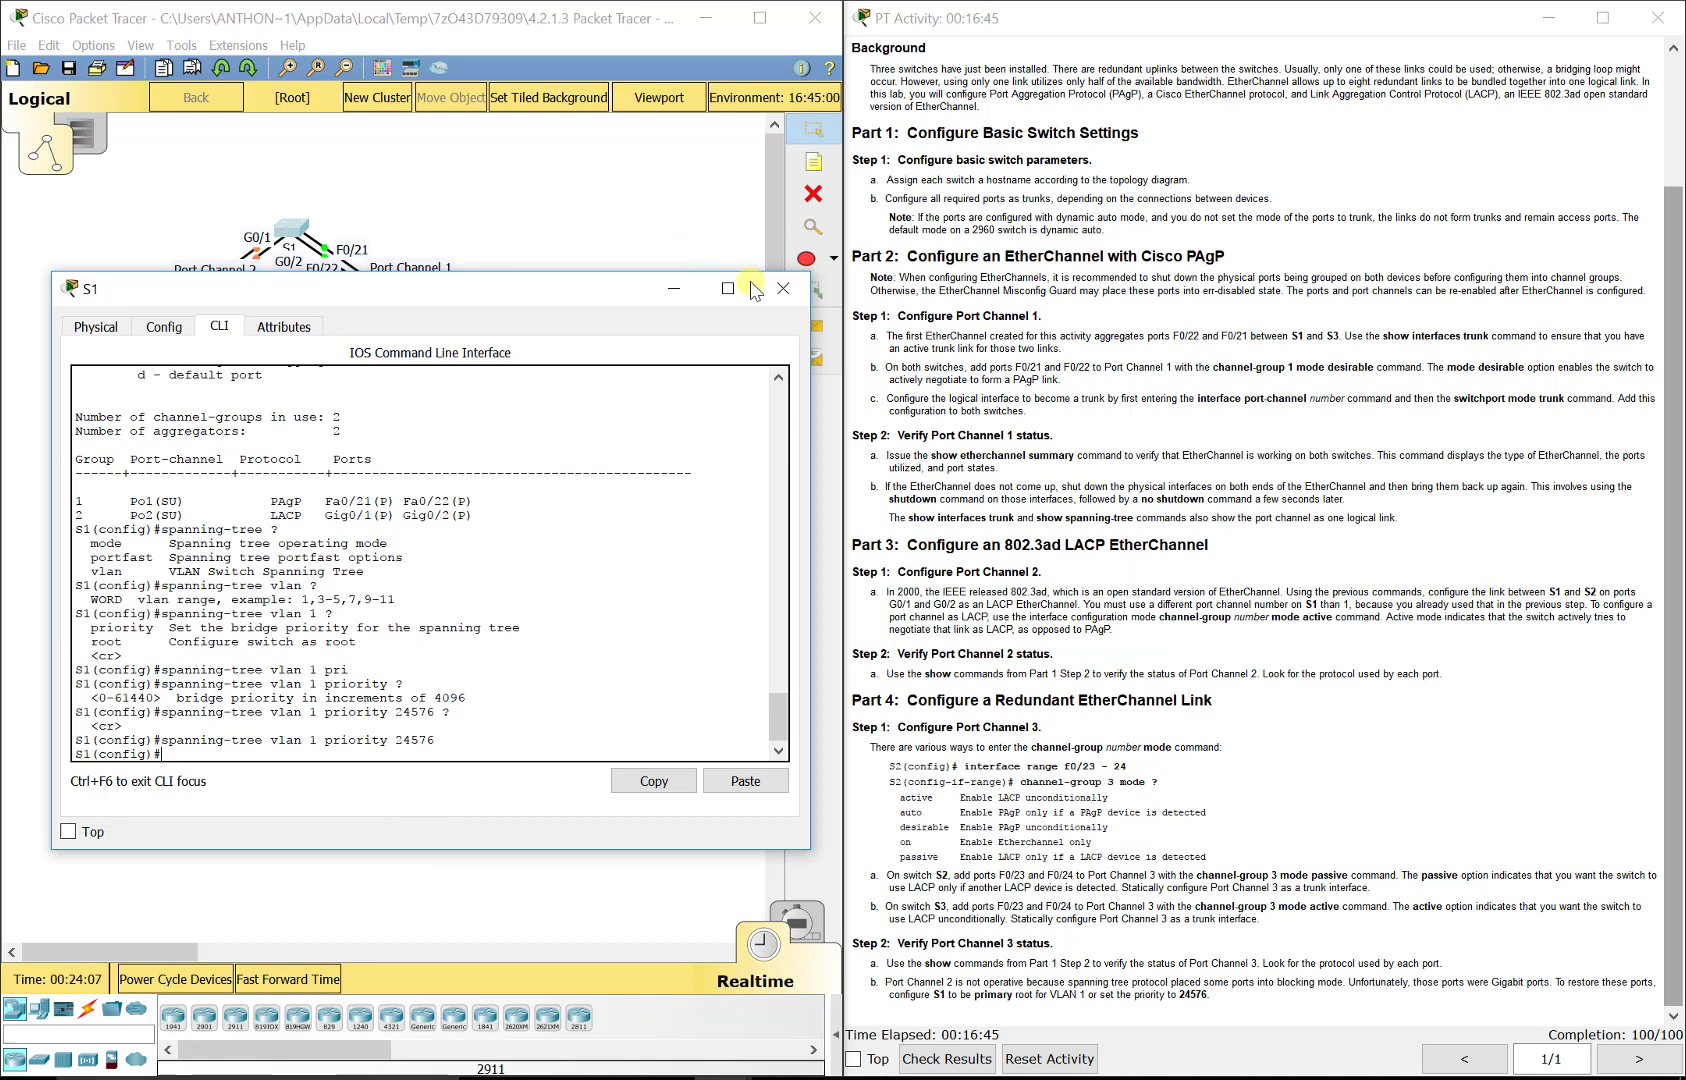 Cisco Packet Tracer - C:\Users\ANTHON~1\AppData\Local\Temp\7zO43D79309\4.2.1.3 Packet Tracer - ...
File Edit Options View Tools Extensions Help
Logical
Back
[Root]
New Cluster
Move Object
Set Tiled Background
Viewport
Environment: 16:45:00
G0/1
S1
F0/21
G0/2
F0/22
Port Channel 2
Port Channel 1
S1
Physical Config CLI Attributes
IOS Command Line Interface
d - default port
Number of channel-groups in use: 2
Number of aggregators: 2
Group Port-channel Protocol Ports
------+-------------+-----------+----------------------------------------------
1 Po1(SU) PAgP Fa0/21(P) Fa0/22(P)
2 Po2(SU) LACP Gig0/1(P) Gig0/2(P)
S1(config)#spanning-tree ?
mode Spanning tree operating mode
portfast Spanning tree portfast options
vlan VLAN Switch Spanning Tree
S1(config)#spanning-tree vlan ?
WORD vlan range, example: 1,3-5,7,9-11
S1(config)#spanning-tree vlan 1 ?
priority Set the bridge priority for the spanning tree
root Configure switch as root
<cr>
S1(config)#spanning-tree vlan 1 pri
S1(config)#spanning-tree vlan 1 priority ?
<0-61440> bridge priority in increments of 4096
S1(config)#spanning-tree vlan 1 priority 24576 ?
<cr>
S1(config)#spanning-tree vlan 1 priority 24576
S1(config)#
Ctrl+F6 to exit CLI focus
Copy
Paste
Top
Time: 00:24:07
Power Cycle Devices
Fast Forward Time
Realtime
1941 2901 2911 819IOX 819HGW 829 1240 4321 Generic Generic 1841 2620XM 2621XM 2811
2911
PT Activity: 00:16:45
Background
Three switches have just been installed. There are redundant uplinks between the switches. Usually, only one of these links could be used; otherwise, a bridging loop might
occur. However, using only one link utilizes only half of the available bandwidth. EtherChannel allows up to eight redundant links to be bundled together into one logical link. In
this lab, you will configure Port Aggregation Protocol (PAgP), a Cisco EtherChannel protocol, and Link Aggregation Control Protocol (LACP), an IEEE 802.3ad open standard
version of EtherChannel.
Part 1: Configure Basic Switch Settings
Step 1: Configure basic switch parameters.
a. Assign each switch a hostname according to the topology diagram.
b. Configure all required ports as trunks, depending on the connections between devices.
Note: If the ports are configured with dynamic auto mode, and you do not set the mode of the ports to trunk, the links do not form trunks and remain access ports. The
default mode on a 2960 switch is dynamic auto.
Part 2: Configure an EtherChannel with Cisco PAgP
Note: When configuring EtherChannels, it is recommended to shut down the physical ports being grouped on both devices before configuring them into channel groups.
Otherwise, the EtherChannel Misconfig Guard may place these ports into err-disabled state. The ports and port channels can be re-enabled after EtherChannel is configured.
Step 1: Configure Port Channel 1.
a. The first EtherChannel created for this activity aggregates ports F0/22 and F0/21 between S1 and S3. Use the show interfaces trunk command to ensure that you have
an active trunk link for those two links.
b. On both switches, add ports F0/21 and F0/22 to Port Channel 1 with the channel-group 1 mode desirable command. The mode desirable option enables the switch to
actively negotiate to form a PAgP link.
c. Configure the logical interface to become a trunk by first entering the interface port-channel number command and then the switchport mode trunk command. Add this
configuration to both switches.
Step 2: Verify Port Channel 1 status.
a. Issue the show etherchannel summary command to verify that EtherChannel is working on both switches. This command displays the type of EtherChannel, the ports
utilized, and port states.
b. If the EtherChannel does not come up, shut down the physical interfaces on both ends of the EtherChannel and then bring them back up again. This involves using the
shutdown command on those interfaces, followed by a no shutdown command a few seconds later.
The show interfaces trunk and show spanning-tree commands also show the port channel as one logical link.
Part 3: Configure an 802.3ad LACP EtherChannel
Step 1: Configure Port Channel 2.
a. In 2000, the IEEE released 802.3ad, which is an open standard version of EtherChannel. Using the previous commands, configure the link between S1 and S2 on ports
G0/1 and G0/2 as an LACP EtherChannel. You must use a different port channel number on S1 than 1, because you already used that in the previous step. To configure a
port channel as LACP, use the interface configuration mode channel-group number mode active command. Active mode indicates that the switch actively tries to
negotiate that link as LACP, as opposed to PAgP.
Step 2: Verify Port Channel 2 status.
a. Use the show commands from Part 1 Step 2 to verify the status of Port Channel 2. Look for the protocol used by each port.
Part 4: Configure a Redundant EtherChannel Link
Step 1: Configure Port Channel 3.
There are various ways to enter the channel-group number mode command:
S2(config)# interface range f0/23 - 24
S2(config-if-range)# channel-group 3 mode ?
active Enable LACP unconditionally
auto Enable PAgP only if a PAgP device is detected
desirable Enable PAgP unconditionally
on Enable Etherchannel only
passive Enable LACP only if a LACP device is detected
a. On switch S2, add ports F0/23 and F0/24 to Port Channel 3 with the channel-group 3 mode passive command. The passive option indicates that you want the switch to
use LACP only if another LACP device is detected. Statically configure Port Channel 3 as a trunk interface.
b. On switch S3, add ports F0/23 and F0/24 to Port Channel 3 with the channel-group 3 mode active command. The active option indicates that you want the switch to
use LACP unconditionally. Statically configure Port Channel 3 as a trunk interface.
Step 2: Verify Port Channel 3 status.
a. Use the show commands from Part 1 Step 2 to verify the status of Port Channel 3. Look for the protocol used by each port.
b. Port Channel 2 is not operative because spanning tree protocol placed some ports into blocking mode. Unfortunately, those ports were Gigabit ports. To restore these ports,
configure S1 to be primary root for VLAN 1 or set the priority to 24576.
Time Elapsed: 00:16:45
Completion: 100/100
Top
Check Results
Reset Activity
<
1/1
>